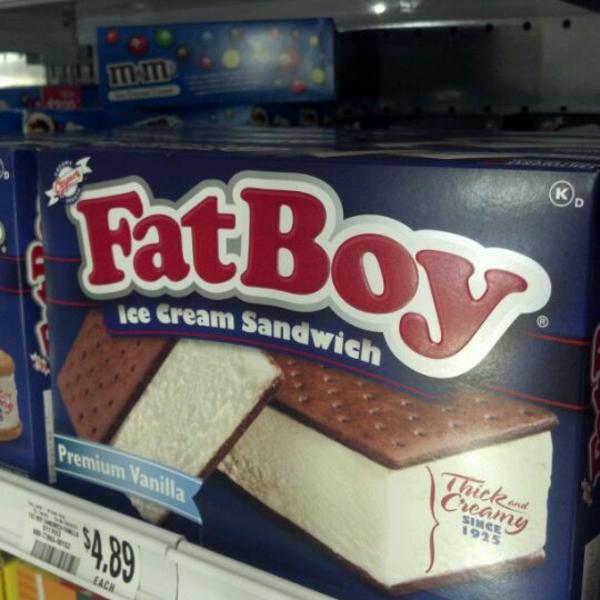 m&m's
FatBoy
®
K D
Ice Cream Sandwich
Premium Vanilla
Thick and
Creamy
SINCE
1925
$4.89
EACH